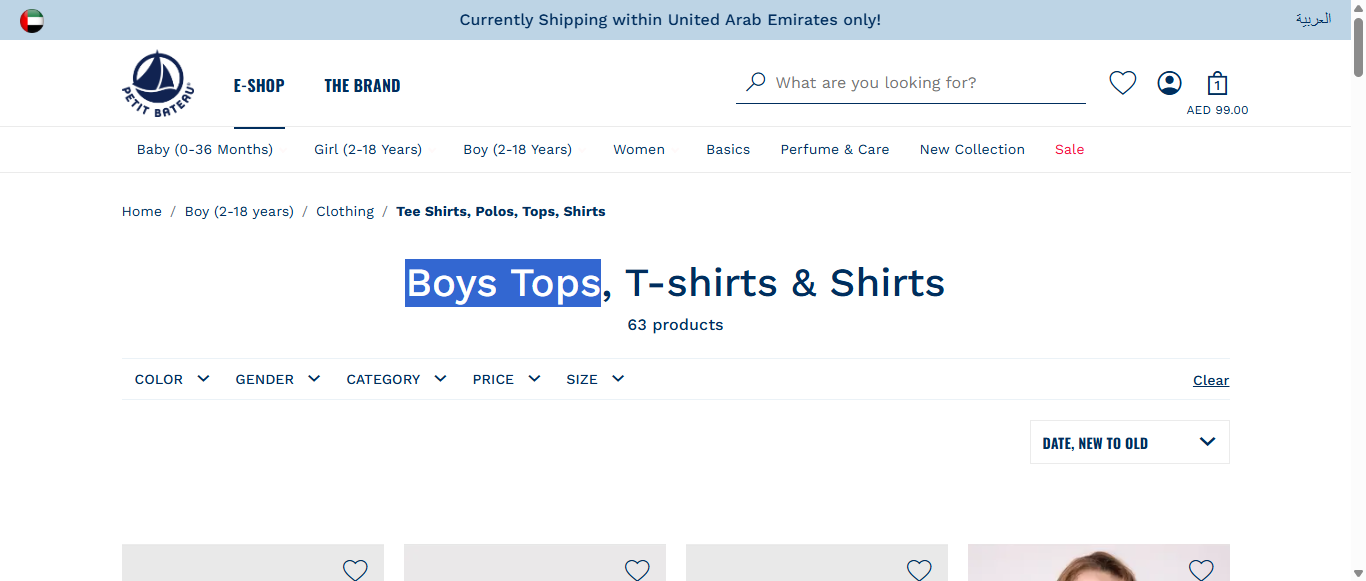 Currently Shipping within United Arab Emirates only!
العربية
PETIT BATEAU
E-SHOP
THE BRAND
What are you looking for?
1
AED 99.00
Baby (0-36 Months)
Girl (2-18 Years)
Boy (2-18 Years)
Women
Basics
Perfume & Care
New Collection
Sale
Home / Boy (2-18 years) / Clothing / Tee Shirts, Polos, Tops, Shirts
Boys Tops, T-shirts & Shirts
63 products
COLOR
GENDER
CATEGORY
PRICE
SIZE
Clear
DATE, NEW TO OLD